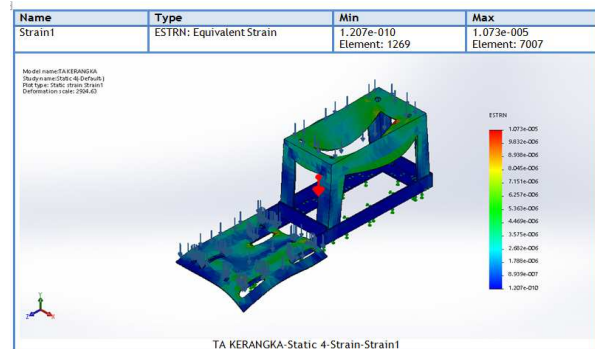 Name Type Min Max
Strain1 ESTRN: Equivalent Strain 1.207e-010 1.073e-005
Element: 1269 Element: 7007
Model name:TA KERANGKA
Study name:Static 4(-Default-)
Plot type: Static strain Strain1
Deformation scale: 2924.63
ESTRN
1.073e-005
9.832e-006
8.938e-006
8.045e-006
7.151e-006
6.257e-006
5.363e-006
4.469e-006
3.575e-006
2.682e-006
1.788e-006
8.939e-007
1.207e-010
Y
Z
X
TA KERANGKA-Static 4-Strain-Strain1